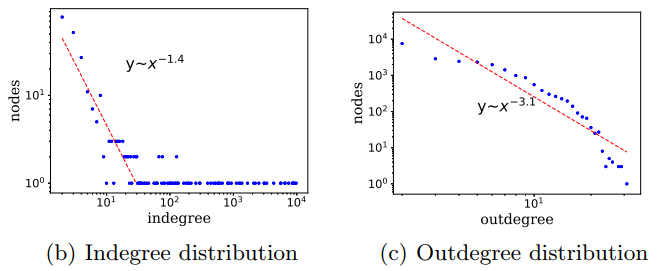 nodes
10^1
10^0
y~x^{-1.4}
10^1 10^2 10^3 10^4
indegree
(b) Indegree distribution
nodes
10^4
10^3
10^2
10^1
10^0
y~x^{-3.1}
10^1
outdegree
(c) Outdegree distribution